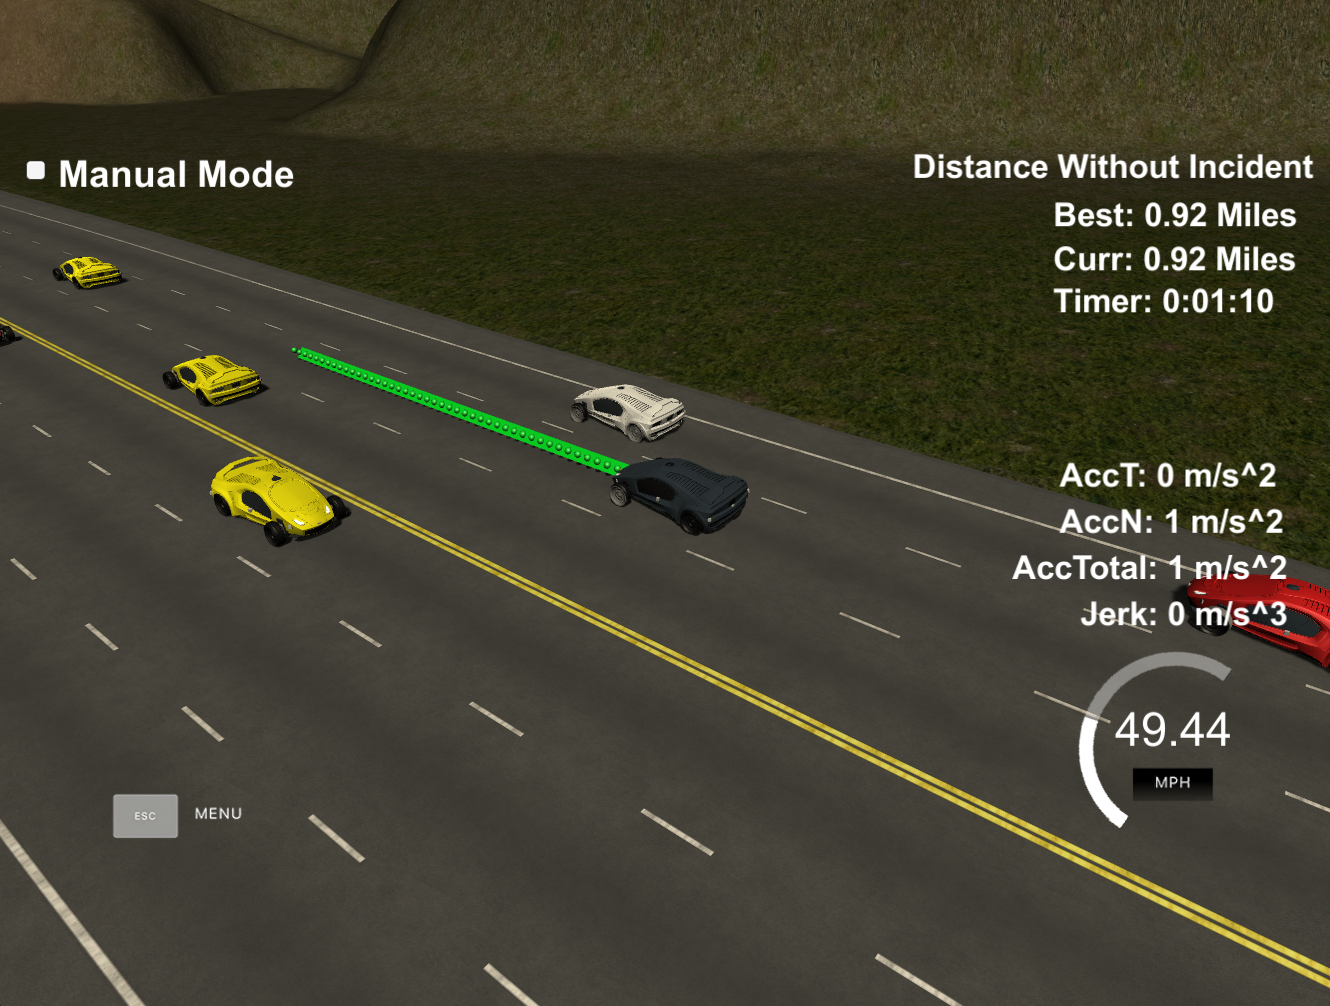 Manual Mode
Distance Without Incident
Best: 0.92 Miles
Curr: 0.92 Miles
Timer: 0:01:10
AccT: 0 m/s^2
AccN: 1 m/s^2
AccTotal: 1 m/s^2
Jerk: 0 m/s^3
49.44
MPH
ESC MENU